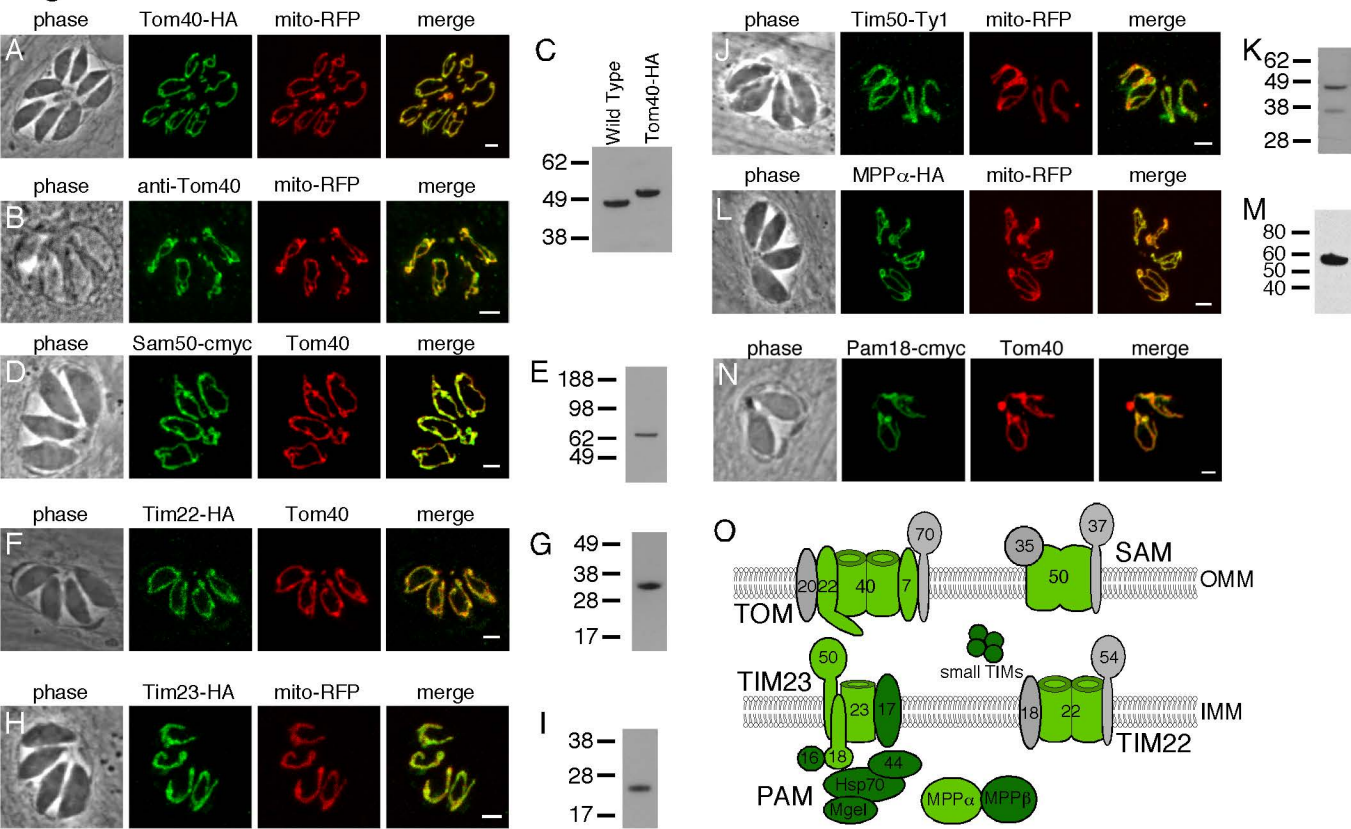 phase Tom40-HA mito-RFP merge
A
C
Wild Type
Tom40-HA
62
49
38
phase anti-Tom40 mito-RFP merge
B
phase Sam50-cmyc Tom40 merge
D
E
188
98
62
49
phase Tim22-HA Tom40 merge
F
G
49
38
28
17
phase Tim23-HA mito-RFP merge
H
I
38
28
17
phase Tim50-Ty1 mito-RFP merge
J
K
62
49
38
28
phase MPPα-HA mito-RFP merge
L
M
80
60
50
40
phase Pam18-cmyc Tom40 merge
N
O
70
20 22 40 7
TOM
37
35
50
SAM
OMM
small TIMs
50
TIM23
23 17
16 18
44
Hsp70
Mgel
PAM
MPPα MPPβ
54
18 22
TIM22
IMM